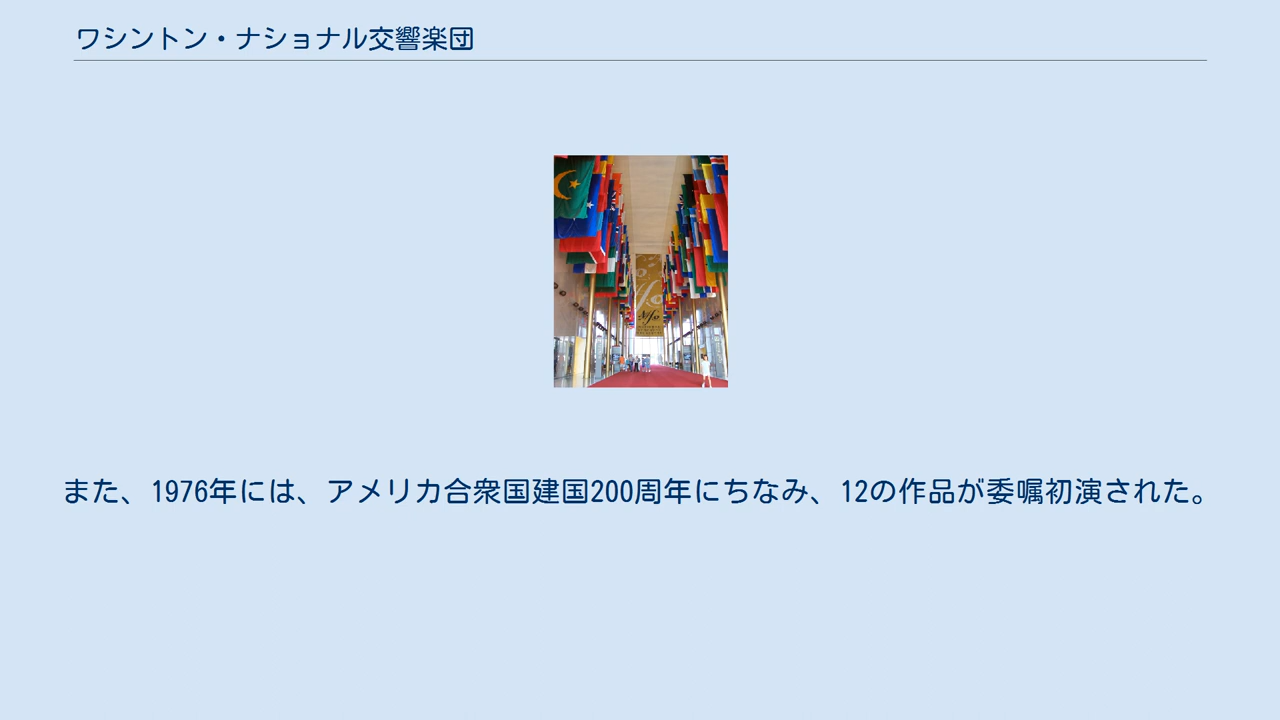 ワシントン・ナショナル交響楽団
また、1976年には、アメリカ合衆国建国200周年にちなみ、12の作品が委嘱初演された。